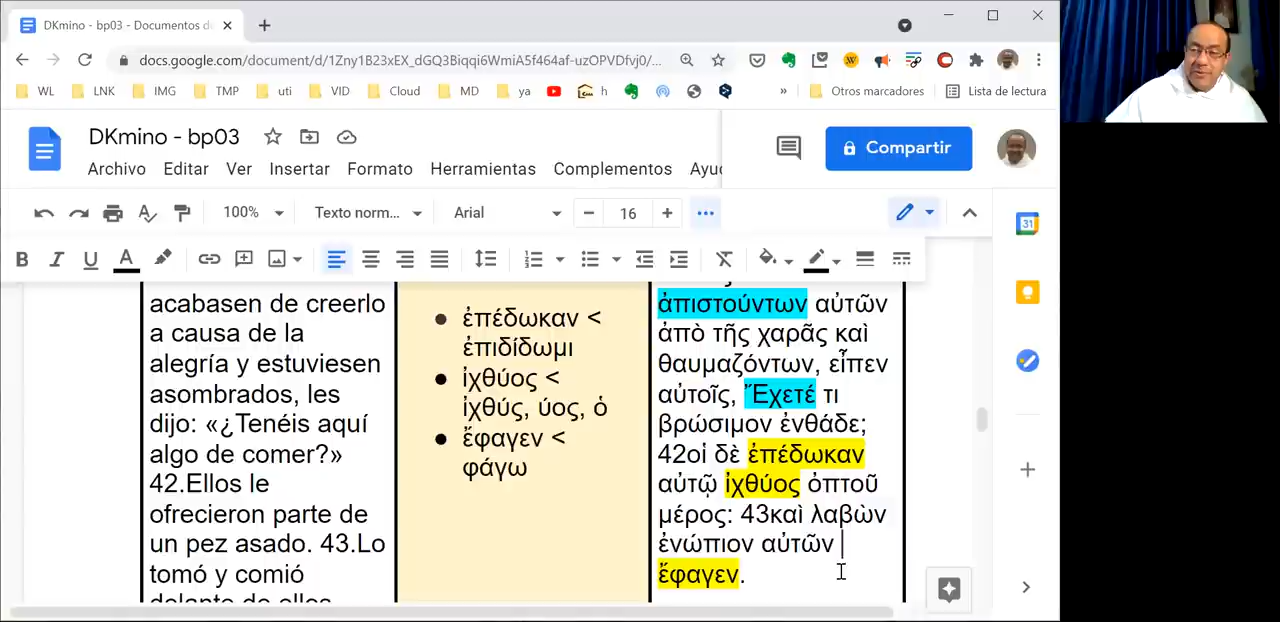 DKmino - bp03 - Documentos d
docs.google.com/document/d/1Zny1B23xEX_dGQ3Biqqi6WmiA5f464af-uzOPVDfvj0/...
WL LNK IMG TMP uti VID Cloud MD ya h » Otros marcadores Lista de lectura
DKmino - bp03
Compartir
Archivo Editar Ver Insertar Formato Herramientas Complementos Ayuc
100% Texto norm... Arial 16
31
acabasen de creerlo
a causa de la
alegría y estuviesen
asombrados, les
dijo: «¿Tenéis aquí
algo de comer?»
42.Ellos le
ofrecieron parte de
un pez asado. 43.Lo
tomó y comió
delante de ellos
ἐπέδωκαν <
ἐπιδίδωμι
ἰχθύος <
ἰχθύς, ύος, ὁ
ἔφαγεν <
φάγω
ἀπιστούντων αὐτῶν
ἀπὸ τῆς χαρᾶς καὶ
θαυμαζόντων, εἶπεν
αὐτοῖς, Ἔχετέ τι
βρώσιμον ἐνθάδε;
42οἱ δὲ ἐπέδωκαν
αὐτῷ ἰχθύος ὀπτοῦ
μέρος: 43καὶ λαβὼν
ἐνώπιον αὐτῶν
ἔφαγεν.